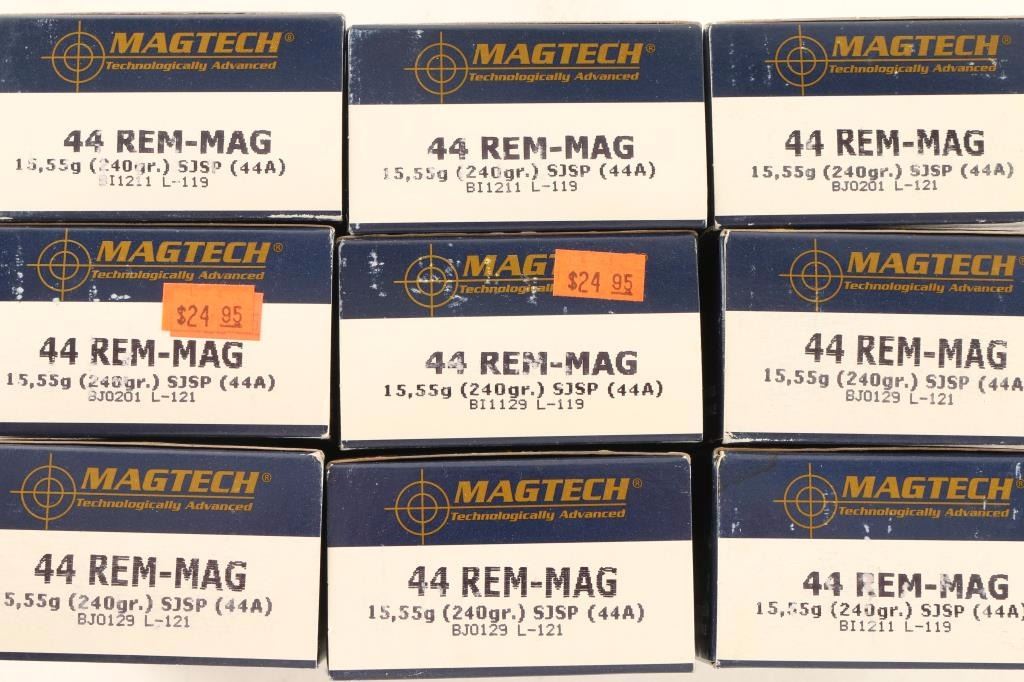 MAGTECH®
Technologically Advanced
44 REM-MAG
15,55g (240gr.) SJSP (44A)
BI1211 L-119
MAGTECH®
Technologically Advanced
44 REM-MAG
15,55g (240gr.) SJSP (44A)
BI1211 L-119
MAGTECH®
Technologically Advanced
44 REM-MAG
15,55g (240gr.) SJSP (44A)
BJ0201 L-121
MAGTECH®
Technologically Advanced
$24 95
44 REM-MAG
15,55g (240gr.) SJSP (44A)
BJ0201 L-121
MAGT
Technological
$24 95
44 REM-MAG
15,55g (240gr.) SJSP (44A)
BI1129 L-119
MAGTECH
Technologically Advanced
44 REM-MAG
15,55g (240gr.) SJSP (44A
BJ0129 L-121
MAGTECH®
Technologically Advanced
44 REM-MAG
5,55g (240gr.) SJSP (44A)
BJ0129 L-121
MAGTECH®
Technologically Advanced
44 REM-MAG
15,55g (240gr.) SJSP (44A)
BJ0129 L-121
MAGTECH
Technologically Advanced
44 REM-MAG
15,55g (240gr.) SJSP (44A)
BI1211 L-119